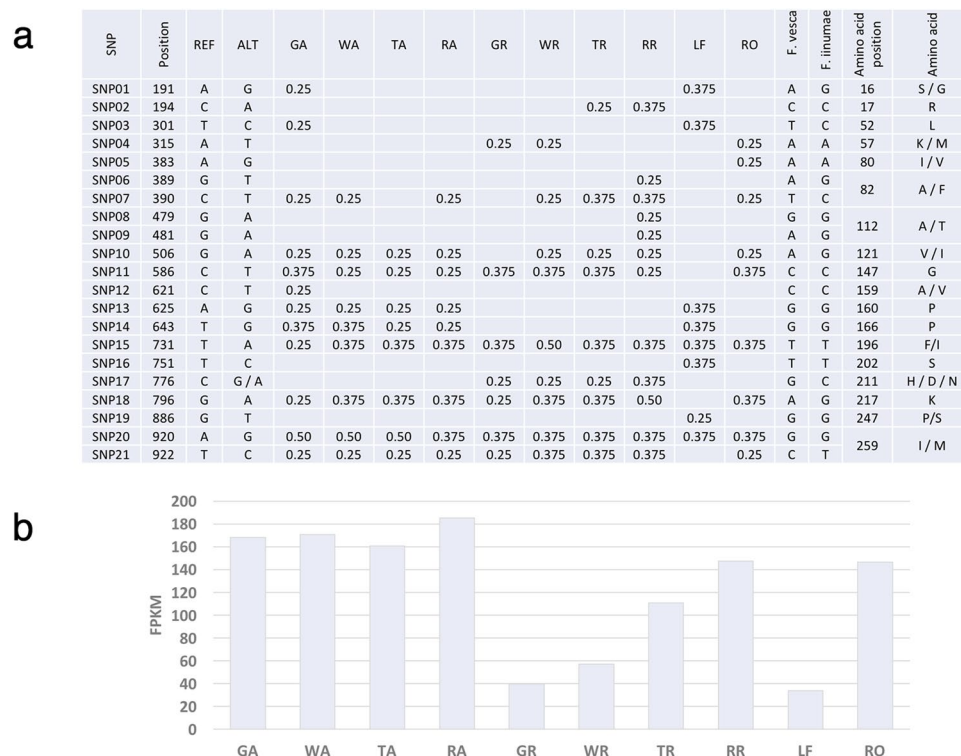 a
SNP Position REF ALT GA WA TA RA GR WR TR RR LF RO F. vesca F. iinumae Amino acid position Amino acid
SNP01 191 A G 0.25 0.375 A G 16 S / G
SNP02 194 C A 0.25 0.375 C C 17 R
SNP03 301 T C 0.25 0.375 T C 52 L
SNP04 315 A T 0.25 0.25 0.25 A A 57 K / M
SNP05 383 A G 0.25 A A 80 I / V
SNP06 389 G T 0.25 A G 82 A / F
SNP07 390 C T 0.25 0.25 0.25 0.25 0.375 0.375 0.25 T C
SNP08 479 G A 0.25 G G 112 A / T
SNP09 481 G A 0.25 A G
SNP10 506 G A 0.25 0.25 0.25 0.25 0.25 0.25 0.25 0.25 A G 121 V / I
SNP11 586 C T 0.375 0.25 0.25 0.25 0.375 0.375 0.375 0.25 0.375 C C 147 G
SNP12 621 C T 0.25 C C 159 A / V
SNP13 625 A G 0.25 0.25 0.25 0.25 0.375 G G 160 P
SNP14 643 T G 0.375 0.375 0.25 0.25 0.375 G G 166 P
SNP15 731 T A 0.25 0.375 0.375 0.375 0.375 0.50 0.375 0.375 0.375 0.375 T T 196 F/I
SNP16 751 T C 0.375 T T 202 S
SNP17 776 C G / A 0.25 0.25 0.25 0.375 G C 211 H / D / N
SNP18 796 G A 0.25 0.375 0.375 0.375 0.25 0.375 0.375 0.50 0.375 A G 217 K
SNP19 886 G T 0.25 G G 247 P/S
SNP20 920 A G 0.50 0.50 0.50 0.375 0.375 0.375 0.375 0.375 0.375 0.375 G G 259 I / M
SNP21 922 T C 0.25 0.25 0.25 0.25 0.25 0.375 0.375 0.375 0.25 C T
b
FPKM
200
180
160
140
120
100
80
60
40
20
0
GA WA TA RA GR WR TR RR LF RO